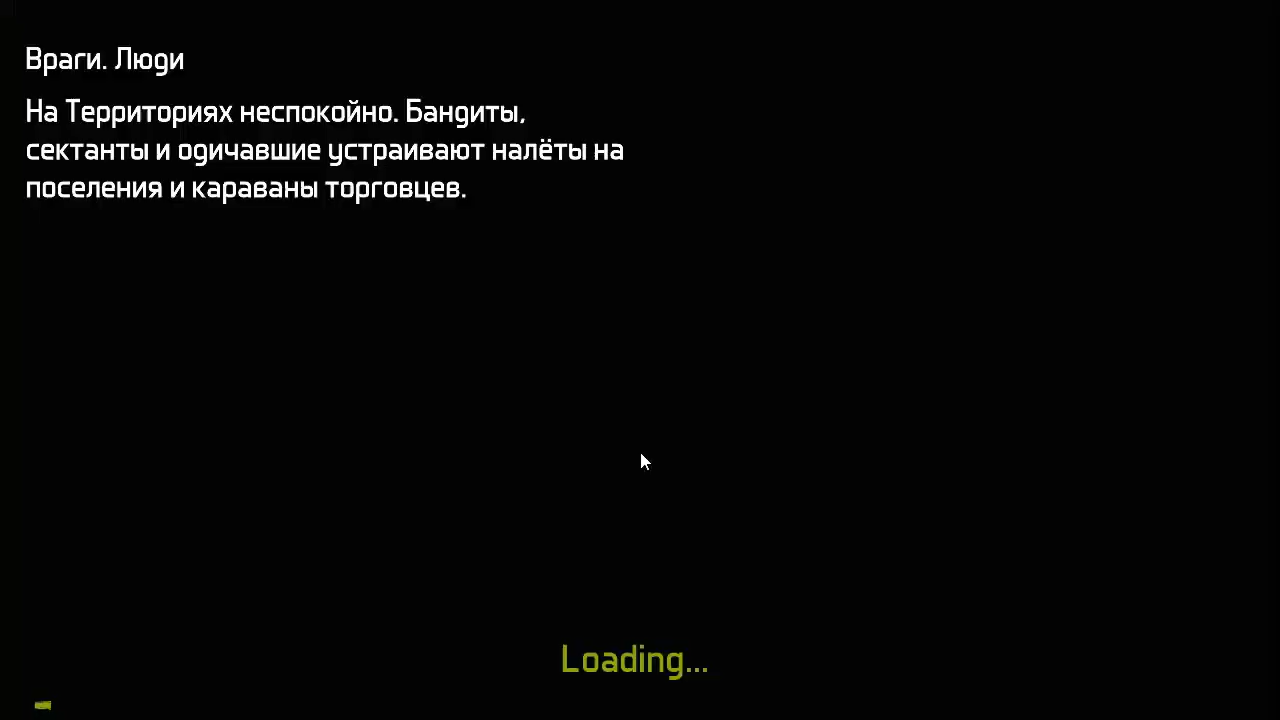 Враги. Люди
На Территориях неспокойно. Бандиты,
сектанты и одичавшие устраивают налёты на
поселения и караваны торговцев.
Loading...